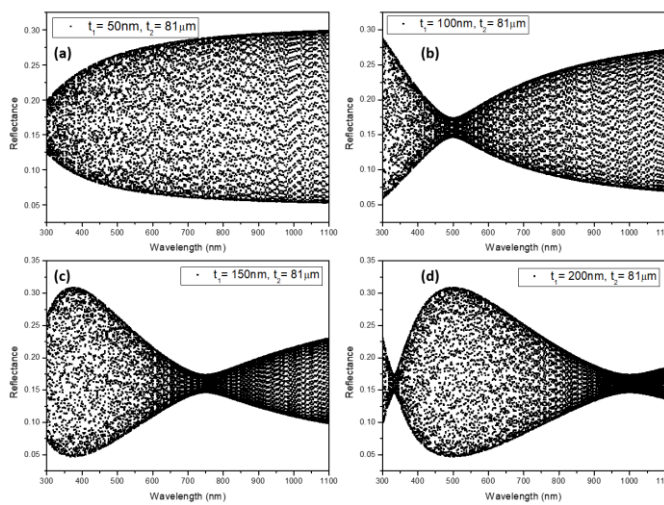 t1= 50nm, t2= 81μm
(a)
0.30
0.25
0.20
0.15
0.10
0.05
Reflectance
300 400 500 600 700 800 900 1000 1100
Wavelength (nm)
t1= 100nm, t2= 81μm
(b)
0.30
0.25
0.20
0.15
0.10
0.05
Reflectance
300 400 500 600 700 800 900 1000 1100
Wavelength (nm)
t1= 150nm, t2= 81μm
(c)
0.35
0.30
0.25
0.20
0.15
0.10
0.05
Reflectance
300 400 500 600 700 800 900 1000 1100
Wavelength (nm)
t1= 200nm, t2= 81μm
(d)
0.35
0.30
0.25
0.20
0.15
0.10
0.05
Reflectance
300 400 500 600 700 800 900 1000 1100
Wavelength (nm)